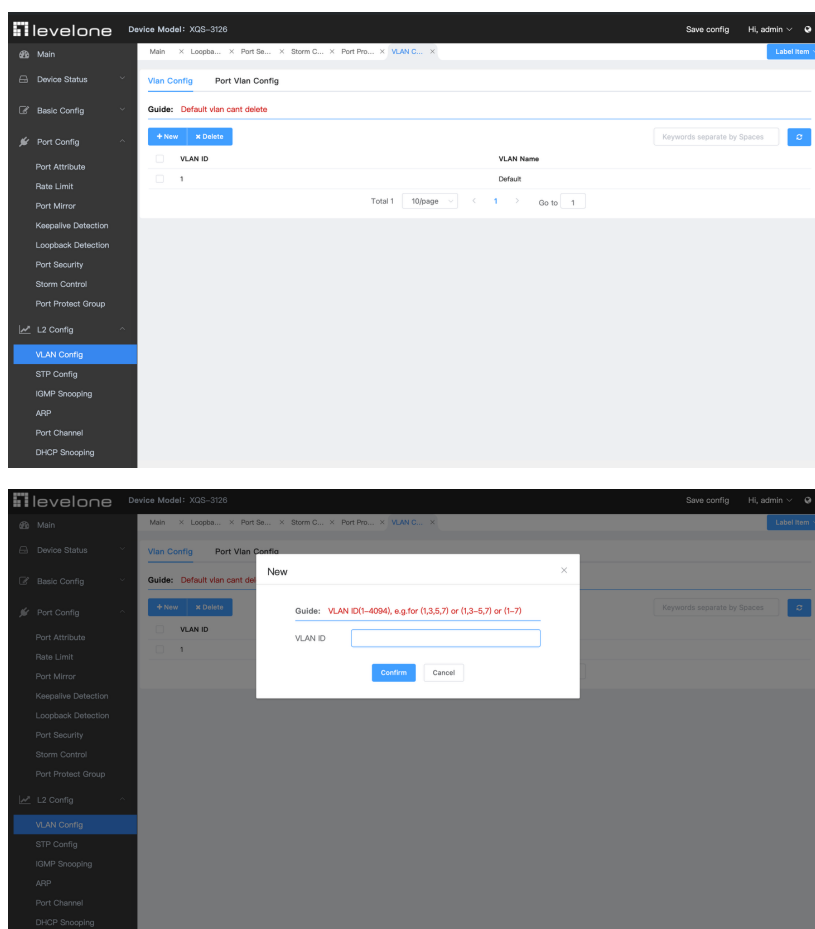 levelone Device Model: XQS-3126 Save config Hi, admin
Main Main × Loopba... × Port Se... × Storm C... × Port Pro... × VLAN C... × Label Item
Device Status Vlan Config Port Vlan Config
Basic Config Guide: Default vlan cant delete
Port Config + New × Delete Keywords separate by Spaces
VLAN ID VLAN Name
Port Attribute
1 Default
Rate Limit
Port Mirror Total 1 10/page < 1 > Go to 1
Keepalive Detection
Loopback Detection
Port Security
Storm Control
Port Protect Group
L2 Config
VLAN Config
STP Config
IGMP Snooping
ARP
Port Channel
DHCP Snooping
levelone Device Model: XQS-3126 Save config Hi, admin
Main Main × Loopba... × Port Se... × Storm C... × Port Pro... × VLAN C... × Label Item
Device Status Vlan Config Port Vlan Config
New ×
Basic Config Guide: Default vlan cant del
Port Config + New × Delete Keywords separate by Spaces
Guide: VLAN ID(1-4094), e.g.for (1,3,5,7) or (1,3-5,7) or (1-7)
VLAN ID
Port Attribute VLAN ID
1
Rate Limit
Port Mirror Confirm Cancel
Keepalive Detection
Loopback Detection
Port Security
Storm Control
Port Protect Group
L2 Config
VLAN Config
STP Config
IGMP Snooping
ARP
Port Channel
DHCP Snooping